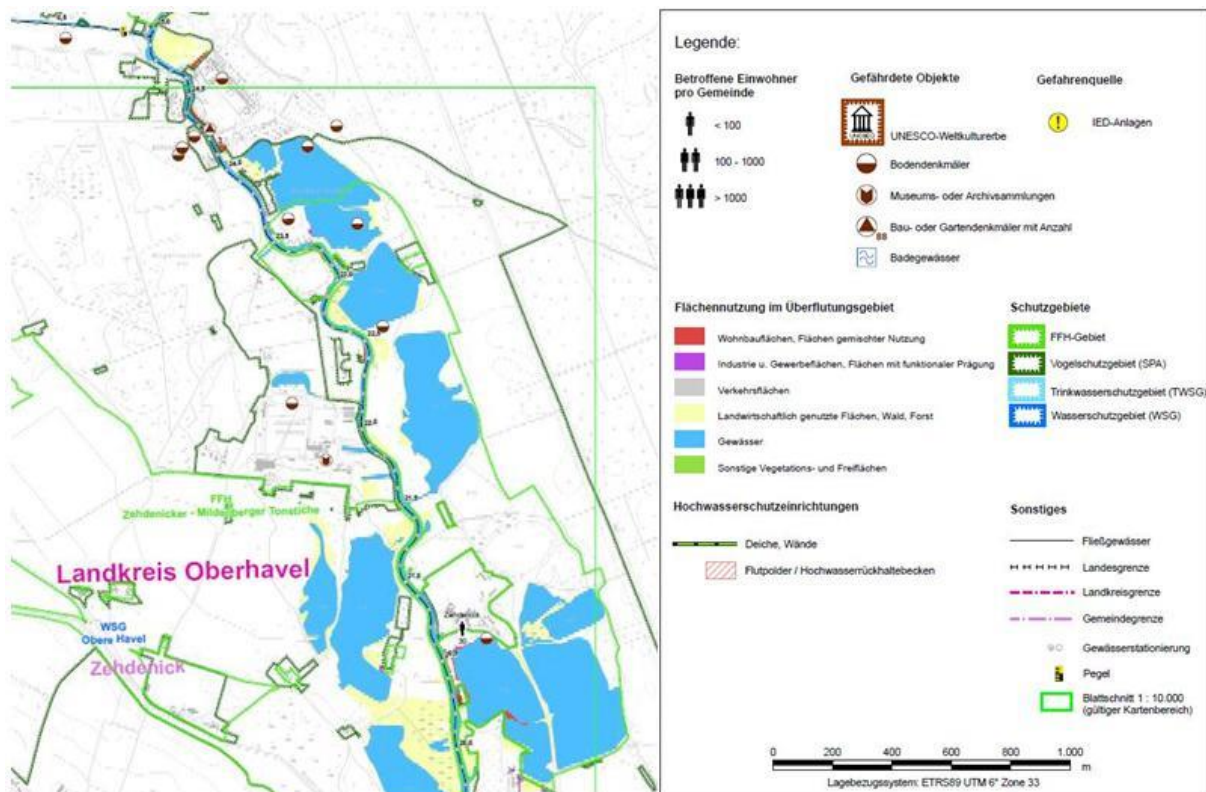 FFH
Zehdenicker - Mildenberger Tonstiche
Landkreis Oberhavel
WSG
Obere Havel
Zehdenick
Legende:
Betroffene Einwohner
pro Gemeinde
< 100
100 - 1000
> 1000
Gefährdete Objekte
UNESCO-Weltkulturerbe
Bodendenkmäler
Museums- oder Archivsammlungen
Bau- oder Gartendenkmäler mit Anzahl
88
Badegewässer
Gefahrenquelle
IED-Anlagen
Flächennutzung im Überflutungsgebiet
Wohnbauflächen, Flächen gemischter Nutzung
Industrie u. Gewerbeflächen, Flächen mit funktionaler Prägung
Verkehrsflächen
Landwirtschaftlich genutzte Flächen, Wald, Forst
Gewässer
Sonstige Vegetations- und Freiflächen
Schutzgebiete
FFH-Gebiet
Vogelschutzgebiet (SPA)
Trinkwasserschutzgebiet (TWSG)
Wasserschutzgebiet (WSG)
Hochwasserschutzeinrichtungen
Deiche, Wände
Flutpolder / Hochwasserrückhaltebecken
Sonstiges
Fließgewässer
Landesgrenze
Landkreisgrenze
Gemeindegrenze
Gewässerstationierung
Pegel
Blattschnitt 1 : 10.000
(gültiger Kartenbereich)
0 200 400 600 800 1.000
m
Lagebezugssystem: ETRS89 UTM 6° Zone 33